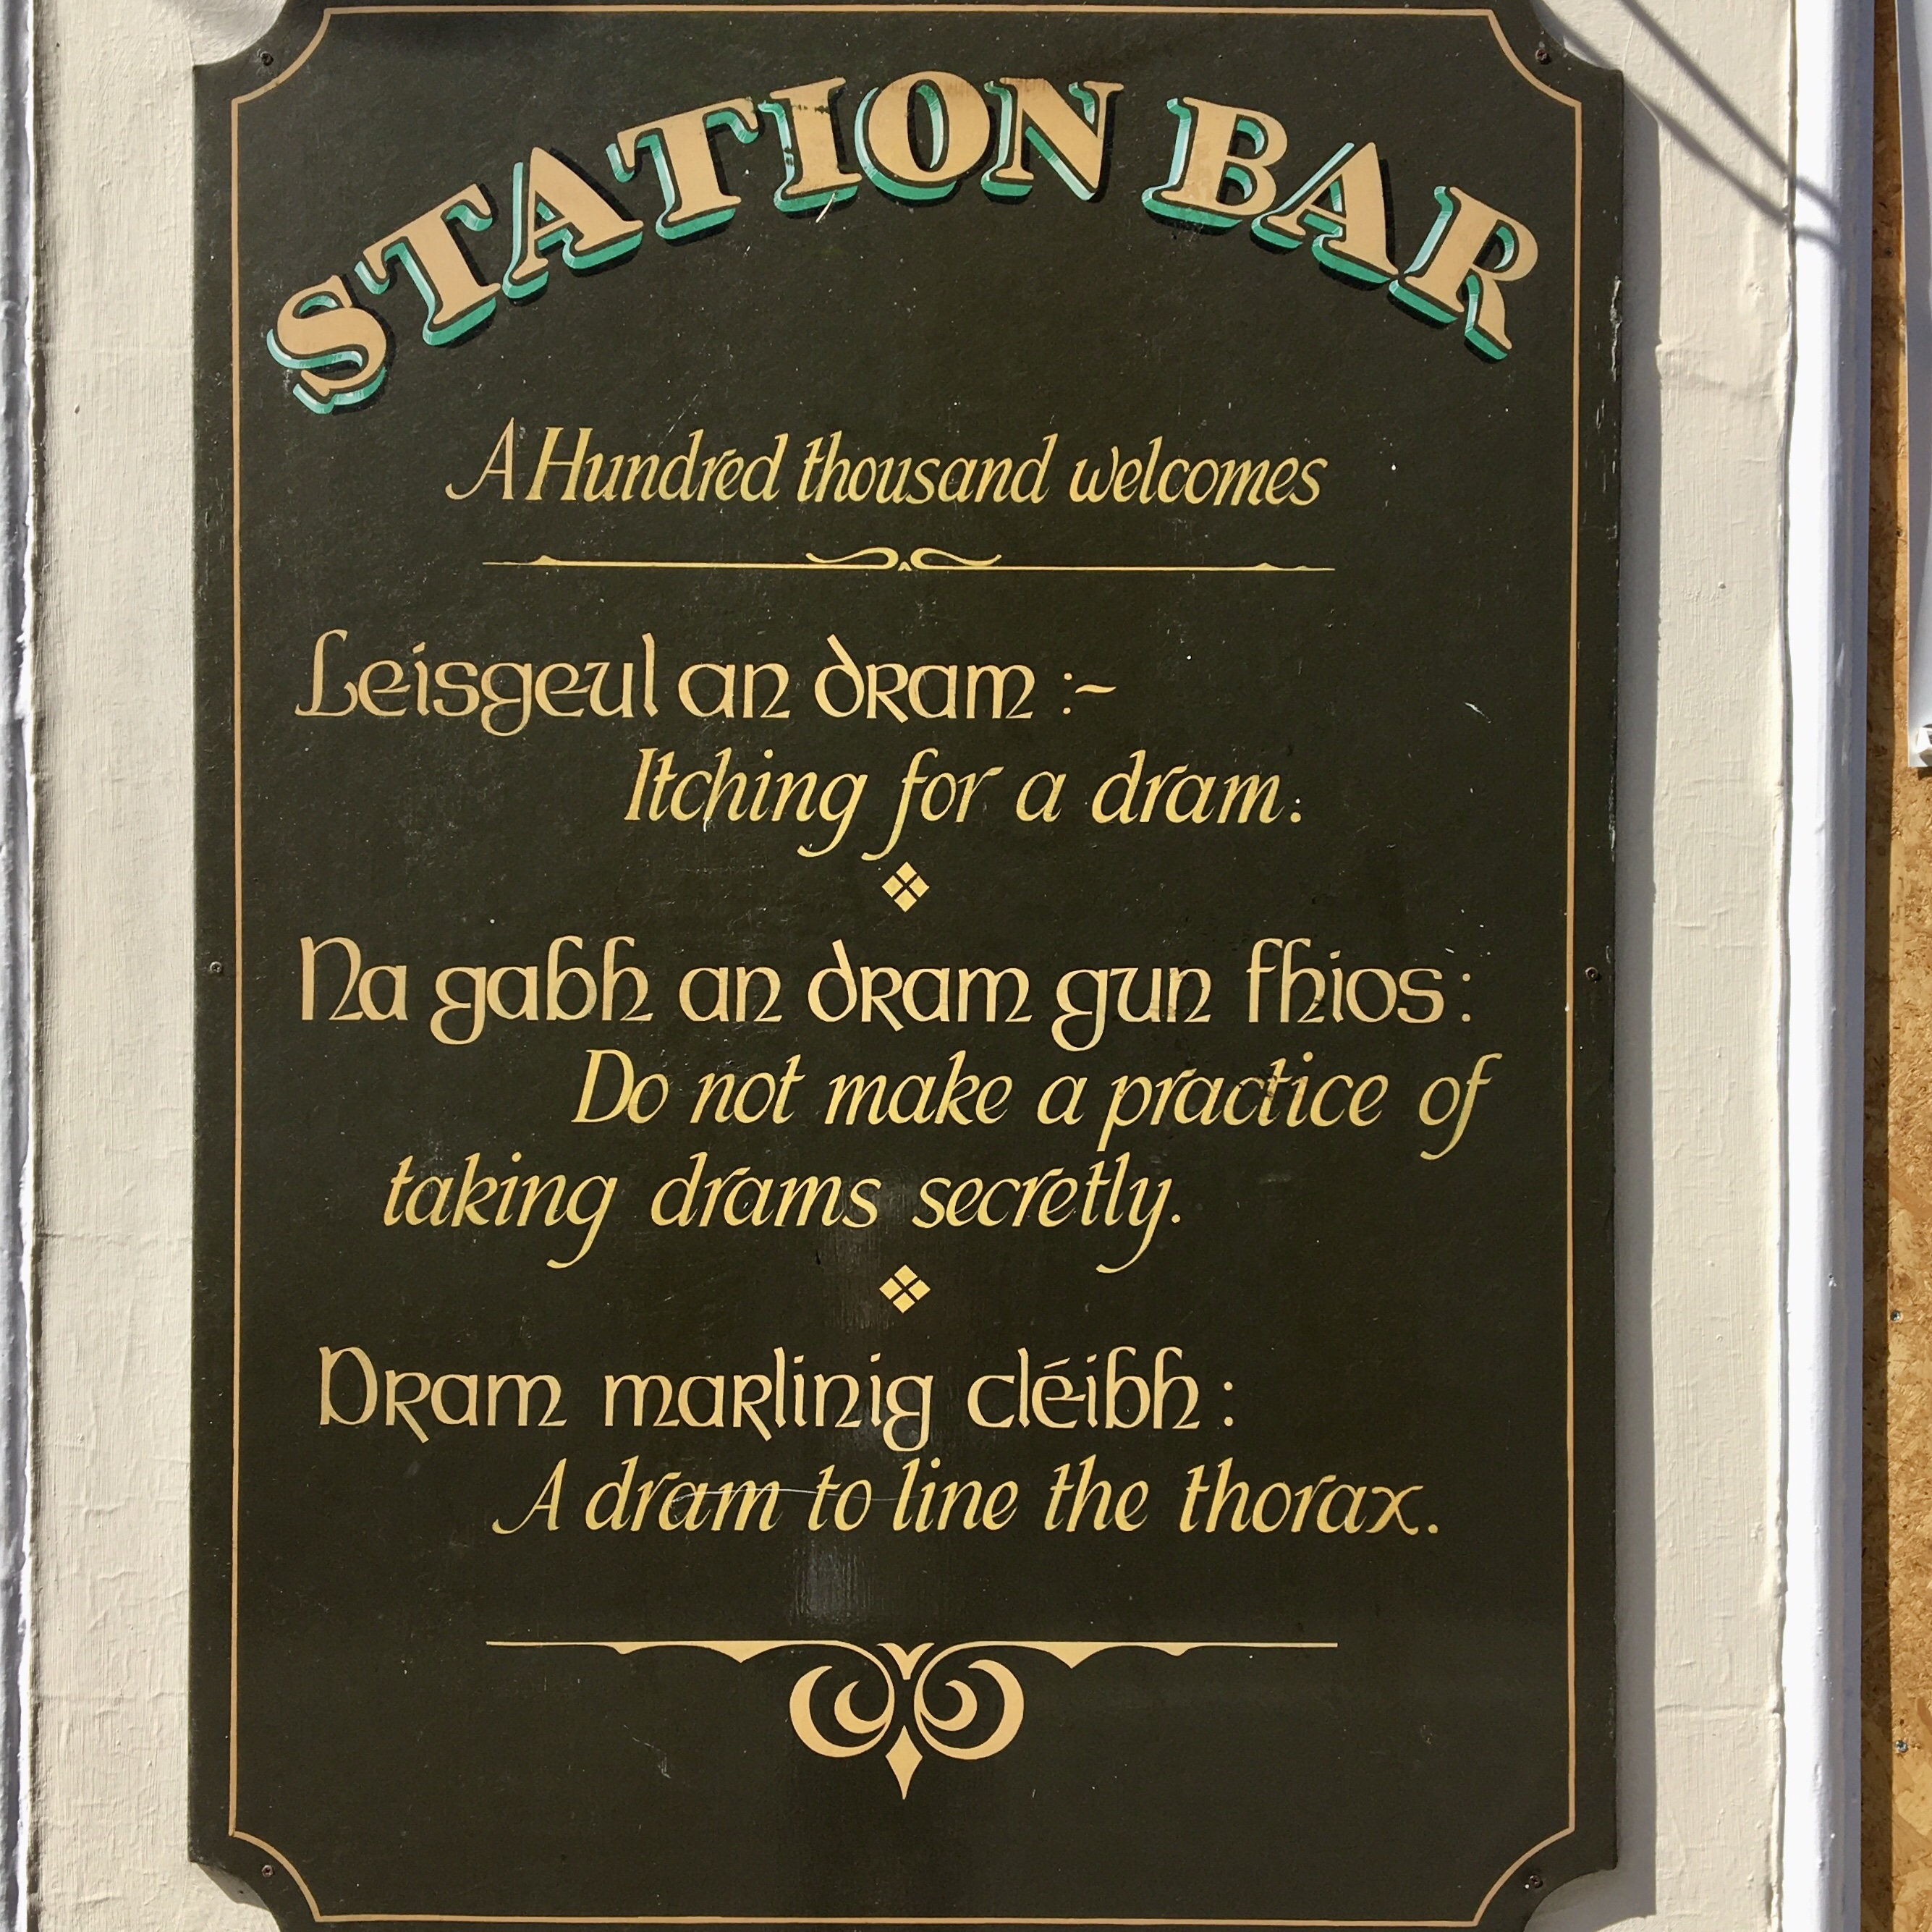 STATION BAR
A Hundred thousand welcomes
Leisgeul an dram :-
Itching for a dram.
Na gabh an dram gun fhios:
Do not make a practice of
taking drams secretly.
Dram marlinig cléibh:
A dram to line the thorax.